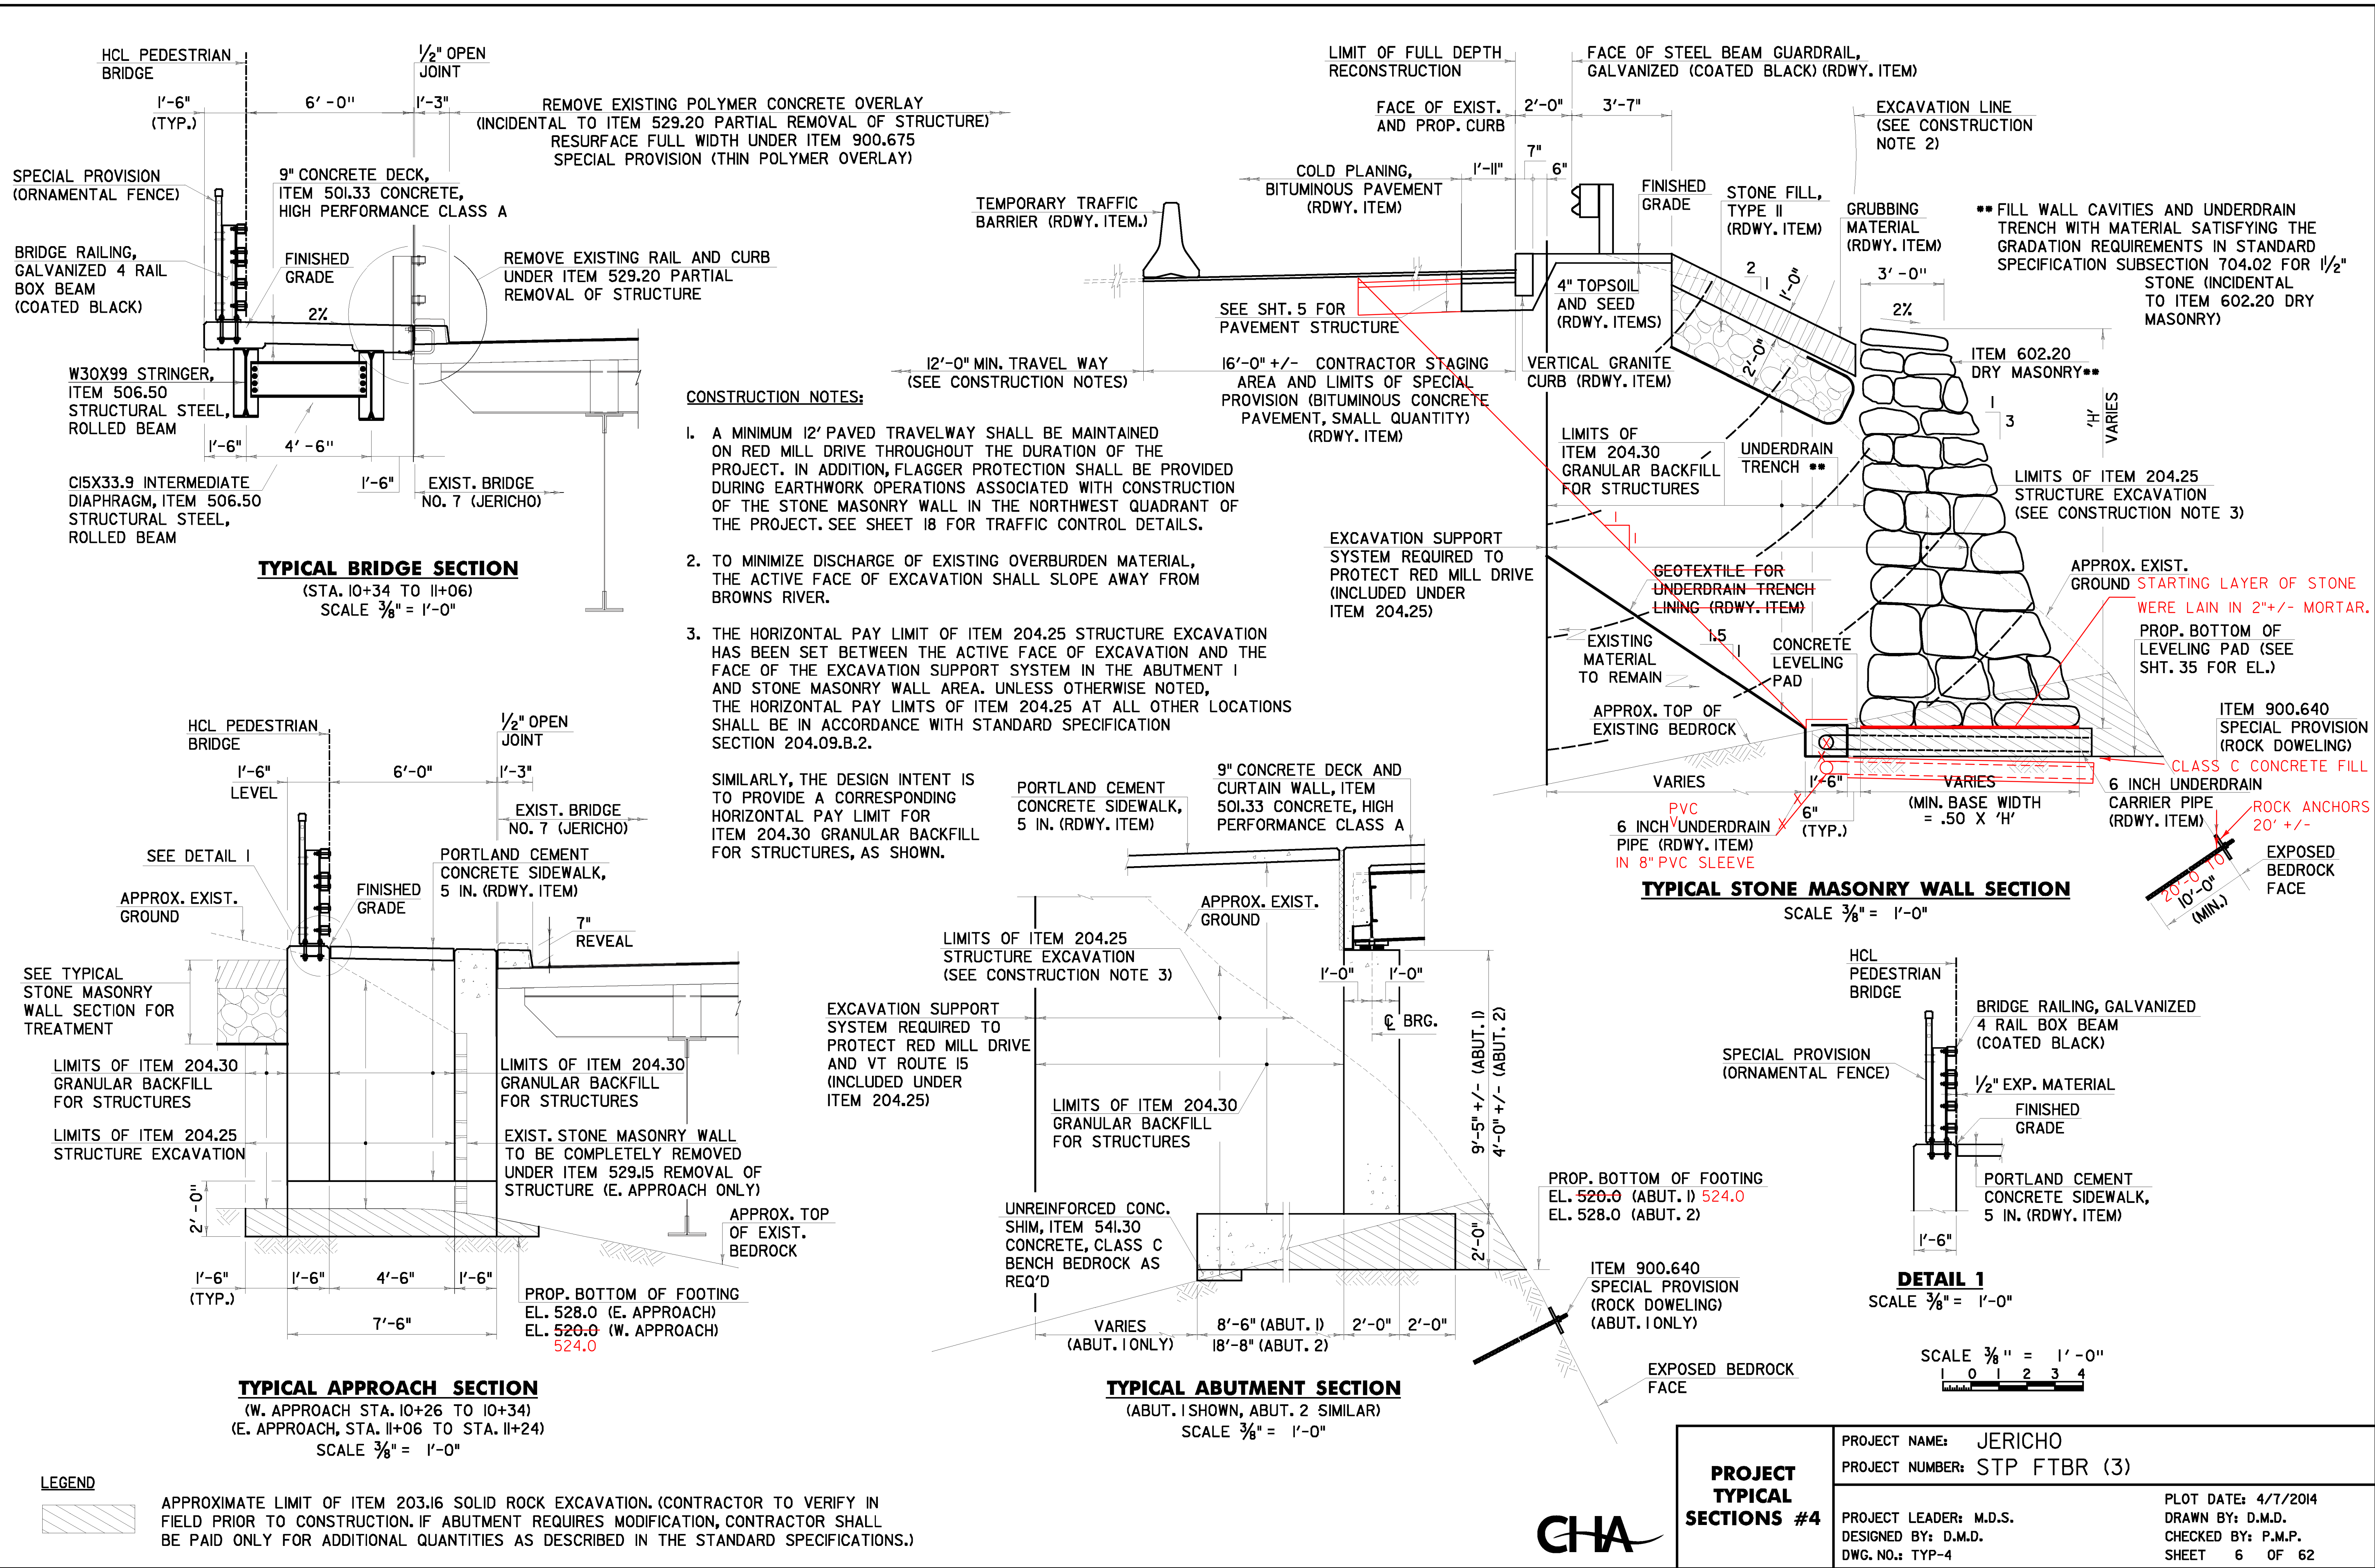 HCL PEDESTRIAN
BRIDGE
1/2" OPEN
JOINT
1'-6"
(TYP.)
6'-0"
1'-3"
REMOVE EXISTING POLYMER CONCRETE OVERLAY
(INCIDENTAL TO ITEM 529.20 PARTIAL REMOVAL OF STRUCTURE)
RESURFACE FULL WIDTH UNDER ITEM 900.675
SPECIAL PROVISION (THIN POLYMER OVERLAY)
SPECIAL PROVISION
(ORNAMENTAL FENCE)
9" CONCRETE DECK,
ITEM 501.33 CONCRETE,
HIGH PERFORMANCE CLASS A
BRIDGE RAILING,
GALVANIZED 4 RAIL
BOX BEAM
(COATED BLACK)
FINISHED
GRADE
REMOVE EXISTING RAIL AND CURB
UNDER ITEM 529.20 PARTIAL
REMOVAL OF STRUCTURE
2%
W30X99 STRINGER,
ITEM 506.50
STRUCTURAL STEEL,
ROLLED BEAM
1'-6"
4'-6"
1'-6"
C15X33.9 INTERMEDIATE
DIAPHRAGM, ITEM 506.50
STRUCTURAL STEEL,
ROLLED BEAM
EXIST. BRIDGE
NO. 7 (JERICHO)
TYPICAL BRIDGE SECTION
(STA. 10+34 TO 11+06)
SCALE 3/8" = 1'-0"
CONSTRUCTION NOTES:
1. A MINIMUM 12' PAVED TRAVELWAY SHALL BE MAINTAINED
ON RED MILL DRIVE THROUGHOUT THE DURATION OF THE
PROJECT. IN ADDITION, FLAGGER PROTECTION SHALL BE PROVIDED
DURING EARTHWORK OPERATIONS ASSOCIATED WITH CONSTRUCTION
OF THE STONE MASONRY WALL IN THE NORTHWEST QUADRANT OF
THE PROJECT. SEE SHEET 18 FOR TRAFFIC CONTROL DETAILS.
2. TO MINIMIZE DISCHARGE OF EXISTING OVERBURDEN MATERIAL,
THE ACTIVE FACE OF EXCAVATION SHALL SLOPE AWAY FROM
BROWNS RIVER.
3. THE HORIZONTAL PAY LIMIT OF ITEM 204.25 STRUCTURE EXCAVATION
HAS BEEN SET BETWEEN THE ACTIVE FACE OF EXCAVATION AND THE
FACE OF THE EXCAVATION SUPPORT SYSTEM IN THE ABUTMENT 1
AND STONE MASONRY WALL AREA. UNLESS OTHERWISE NOTED,
THE HORIZONTAL PAY LIMTS OF ITEM 204.25 AT ALL OTHER LOCATIONS
SHALL BE IN ACCORDANCE WITH STANDARD SPECIFICATION
SECTION 204.09.B.2.
SIMILARLY, THE DESIGN INTENT IS
TO PROVIDE A CORRESPONDING
HORIZONTAL PAY LIMIT FOR
ITEM 204.30 GRANULAR BACKFILL
FOR STRUCTURES, AS SHOWN.
LIMIT OF FULL DEPTH
RECONSTRUCTION
FACE OF STEEL BEAM GUARDRAIL,
GALVANIZED (COATED BLACK) (RDWY. ITEM)
FACE OF EXIST.
AND PROP. CURB
2'-0"
3'-7"
EXCAVATION LINE
(SEE CONSTRUCTION
NOTE 2)
7"
1'-11"
6"
COLD PLANING,
BITUMINOUS PAVEMENT
(RDWY. ITEM)
TEMPORARY TRAFFIC
BARRIER (RDWY. ITEM.)
FINISHED
GRADE
STONE FILL,
TYPE II
(RDWY. ITEM)
GRUBBING
MATERIAL
(RDWY. ITEM)
** FILL WALL CAVITIES AND UNDERDRAIN
TRENCH WITH MATERIAL SATISFYING THE
GRADATION REQUIREMENTS IN STANDARD
SPECIFICATION SUBSECTION 704.02 FOR 1 1/2"
STONE (INCIDENTAL
TO ITEM 602.20 DRY
MASONRY)
3'-0"
2%
2
1
1'-0"
2'-0"
4" TOPSOIL
AND SEED
(RDWY. ITEMS)
SEE SHT. 5 FOR
PAVEMENT STRUCTURE
12'-0" MIN. TRAVEL WAY
(SEE CONSTRUCTION NOTES)
16'-0" +/- CONTRACTOR STAGING
AREA AND LIMITS OF SPECIAL
PROVISION (BITUMINOUS CONCRETE
PAVEMENT, SMALL QUANTITY)
(RDWY. ITEM)
VERTICAL GRANITE
CURB (RDWY. ITEM)
ITEM 602.20
DRY MASONRY**
1
3
'H'
VARIES
LIMITS OF
ITEM 204.30
GRANULAR BACKFILL
FOR STRUCTURES
UNDERDRAIN
TRENCH **
LIMITS OF ITEM 204.25
STRUCTURE EXCAVATION
(SEE CONSTRUCTION NOTE 3)
EXCAVATION SUPPORT
SYSTEM REQUIRED TO
PROTECT RED MILL DRIVE
(INCLUDED UNDER
ITEM 204.25)
1
1
GEOTEXTILE FOR
UNDERDRAIN TRENCH
LINING (RDWY. ITEM)
APPROX. EXIST.
GROUND
STARTING LAYER OF STONE
WERE LAIN IN 2"+/- MORTAR.
EXISTING
MATERIAL
TO REMAIN
1.5
1
CONCRETE
LEVELING
PAD
PROP. BOTTOM OF
LEVELING PAD (SEE
SHT. 35 FOR EL.)
APPROX. TOP OF
EXISTING BEDROCK
ITEM 900.640
SPECIAL PROVISION
(ROCK DOWELING)
CLASS C CONCRETE FILL
VARIES
1'-6"
6"
(TYP.)
VARIES
(MIN. BASE WIDTH
= .50 X 'H'
6 INCH UNDERDRAIN
CARRIER PIPE
(RDWY. ITEM)
ROCK ANCHORS
20' +/-
PVC
6 INCH UNDERDRAIN
PIPE (RDWY. ITEM)
IN 8" PVC SLEEVE
10'-0"
(MIN.)
EXPOSED
BEDROCK
FACE
TYPICAL STONE MASONRY WALL SECTION
SCALE 3/8" = 1'-0"
HCL PEDESTRIAN
BRIDGE
1/2" OPEN
JOINT
1'-6"
LEVEL
6'-0"
1'-3"
EXIST. BRIDGE
NO. 7 (JERICHO)
SEE DETAIL 1
PORTLAND CEMENT
CONCRETE SIDEWALK,
5 IN. (RDWY. ITEM)
APPROX. EXIST.
GROUND
FINISHED
GRADE
7"
REVEAL
SEE TYPICAL
STONE MASONRY
WALL SECTION FOR
TREATMENT
LIMITS OF ITEM 204.30
GRANULAR BACKFILL
FOR STRUCTURES
LIMITS OF ITEM 204.30
GRANULAR BACKFILL
FOR STRUCTURES
LIMITS OF ITEM 204.25
STRUCTURE EXCAVATION
EXIST. STONE MASONRY WALL
TO BE COMPLETELY REMOVED
UNDER ITEM 529.15 REMOVAL OF
STRUCTURE (E. APPROACH ONLY)
2'-0"
APPROX. TOP
OF EXIST.
BEDROCK
1'-6"
(TYP.)
1'-6"
4'-6"
1'-6"
7'-6"
PROP. BOTTOM OF FOOTING
EL. 528.0 (E. APPROACH)
EL. 520.0 (W. APPROACH)
524.0
TYPICAL APPROACH SECTION
(W. APPROACH STA. 10+26 TO 10+34)
(E. APPROACH, STA. 11+06 TO STA. 11+24)
SCALE 3/8" = 1'-0"
PORTLAND CEMENT
CONCRETE SIDEWALK,
5 IN. (RDWY. ITEM)
9" CONCRETE DECK AND
CURTAIN WALL, ITEM
501.33 CONCRETE, HIGH
PERFORMANCE CLASS A
APPROX. EXIST.
GROUND
LIMITS OF ITEM 204.25
STRUCTURE EXCAVATION
(SEE CONSTRUCTION NOTE 3)
1'-0"
1'-0"
EXCAVATION SUPPORT
SYSTEM REQUIRED TO
PROTECT RED MILL DRIVE
AND VT ROUTE 15
(INCLUDED UNDER
ITEM 204.25)
℄ BRG.
9'-5" +/- (ABUT. 1)
4'-0" +/- (ABUT. 2)
LIMITS OF ITEM 204.30
GRANULAR BACKFILL
FOR STRUCTURES
UNREINFORCED CONC.
SHIM, ITEM 541.30
CONCRETE, CLASS C
BENCH BEDROCK AS
REQ'D
PROP. BOTTOM OF FOOTING
EL. 520.0 (ABUT. 1) 524.0
EL. 528.0 (ABUT. 2)
2'-0"
ITEM 900.640
SPECIAL PROVISION
(ROCK DOWELING)
(ABUT. 1 ONLY)
VARIES
(ABUT. 1 ONLY)
8'-6" (ABUT. 1)
18'-8" (ABUT. 2)
2'-0"
2'-0"
EXPOSED BEDROCK
FACE
TYPICAL ABUTMENT SECTION
(ABUT. 1 SHOWN, ABUT. 2 SIMILAR)
SCALE 3/8" = 1'-0"
HCL
PEDESTRIAN
BRIDGE
BRIDGE RAILING, GALVANIZED
4 RAIL BOX BEAM
(COATED BLACK)
SPECIAL PROVISION
(ORNAMENTAL FENCE)
1/2" EXP. MATERIAL
FINISHED
GRADE
PORTLAND CEMENT
CONCRETE SIDEWALK,
5 IN. (RDWY. ITEM)
1'-6"
DETAIL 1
SCALE 3/8" = 1'-0"
SCALE 3/8" = 1'-0"
1 0 1 2 3 4
LEGEND
APPROXIMATE LIMIT OF ITEM 203.16 SOLID ROCK EXCAVATION. (CONTRACTOR TO VERIFY IN
FIELD PRIOR TO CONSTRUCTION. IF ABUTMENT REQUIRES MODIFICATION, CONTRACTOR SHALL
BE PAID ONLY FOR ADDITIONAL QUANTITIES AS DESCRIBED IN THE STANDARD SPECIFICATIONS.)
CHA
PROJECT
TYPICAL
SECTIONS #4
PROJECT NAME: JERICHO
PROJECT NUMBER: STP FTBR (3)
PROJECT LEADER: M.D.S.
DESIGNED BY: D.M.D.
DWG. NO.: TYP-4
PLOT DATE: 4/7/2014
DRAWN BY: D.M.D.
CHECKED BY: P.M.P.
SHEET 6 OF 62